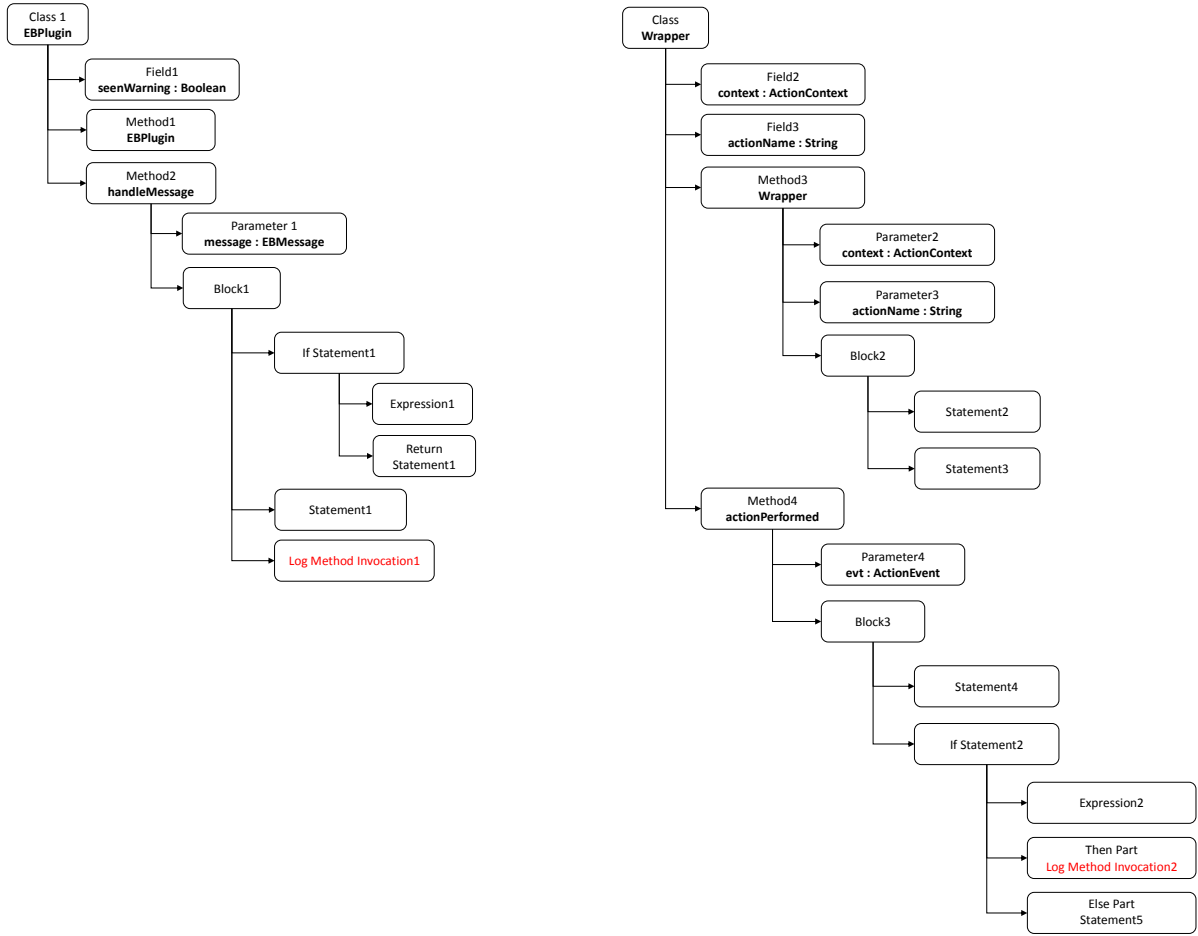 Class 1
EBPlugin
Field1
seenWarning : Boolean
Method1
EBPlugin
Method2
handleMessage
Parameter 1
message : EBMessage
Block1
If Statement1
Expression1
Return
Statement1
Statement1
Log Method Invocation1
Class
Wrapper
Field2
context : ActionContext
Field3
actionName : String
Method3
Wrapper
Parameter2
context : ActionContext
Parameter3
actionName : String
Block2
Statement2
Statement3
Method4
actionPerformed
Parameter4
evt : ActionEvent
Block3
Statement4
If Statement2
Expression2
Then Part
Log Method Invocation2
Else Part
Statement5